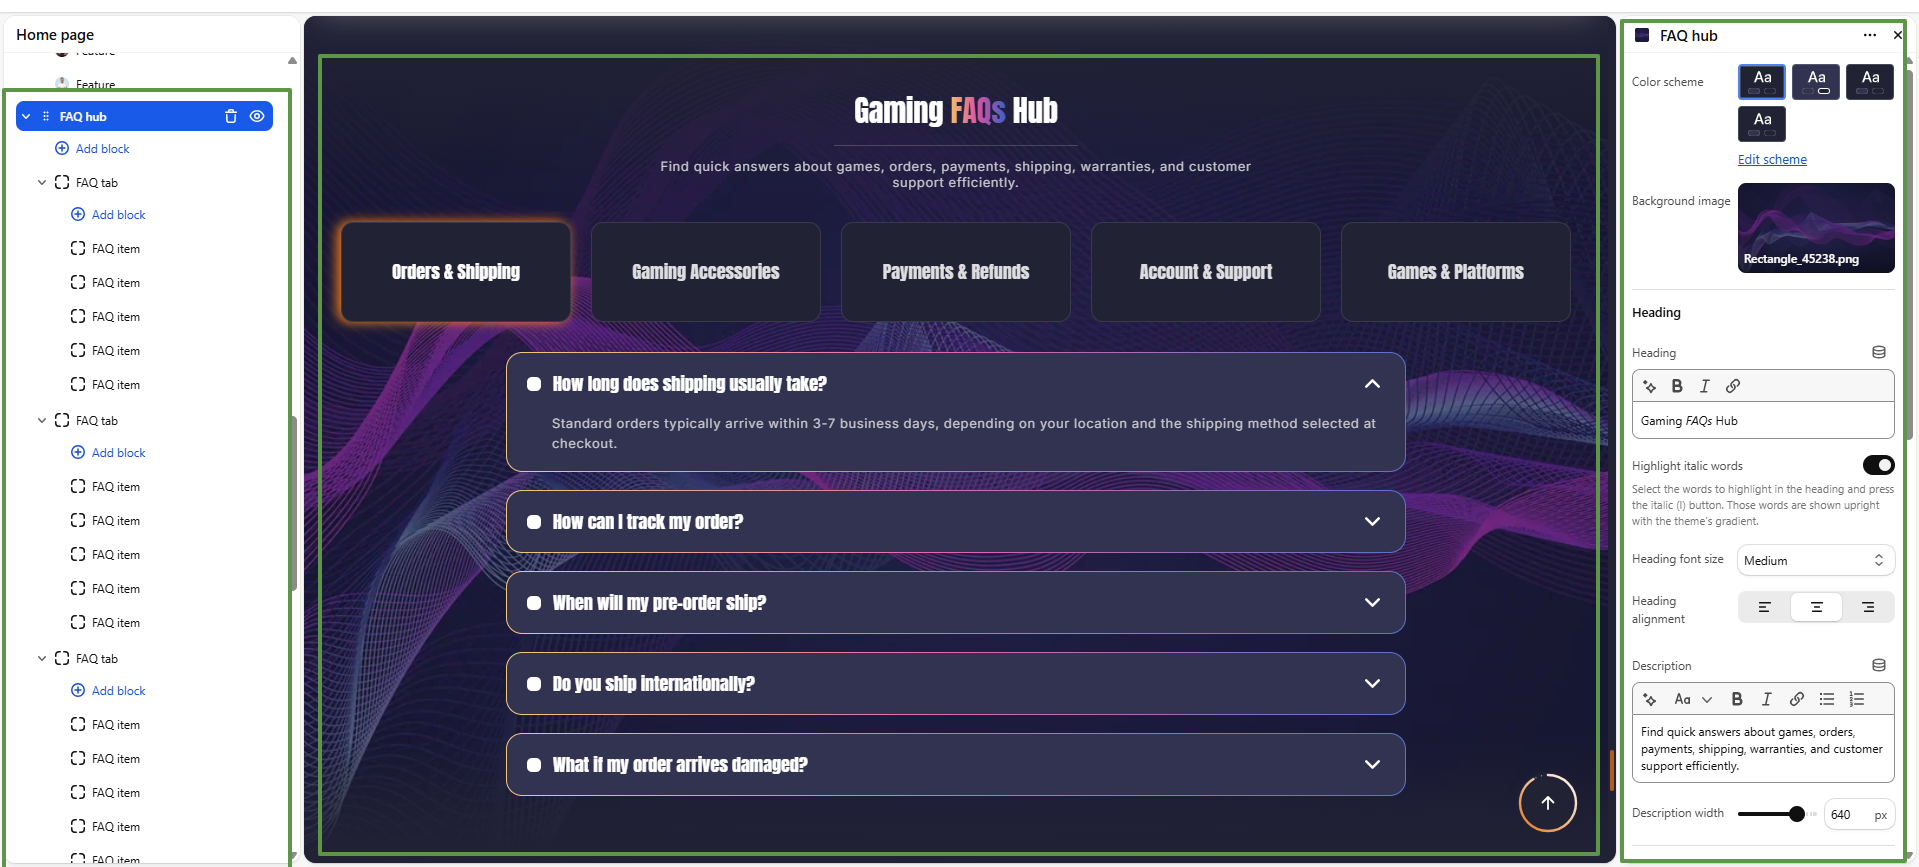 Home page
Feature
Feature
FAQ hub
Add block
FAQ tab
Add block
FAQ item
FAQ item
FAQ item
FAQ item
FAQ item
FAQ tab
Add block
FAQ item
FAQ item
FAQ item
FAQ item
FAQ item
FAQ tab
Add block
FAQ item
FAQ item
FAQ item
FAQ item
FAQ item
Gaming FAQs Hub
Find quick answers about games, orders, payments, shipping, warranties, and customer
support efficiently.
Orders & Shipping
Gaming Accessories
Payments & Refunds
Account & Support
Games & Platforms
How long does shipping usually take?
Standard orders typically arrive within 3-7 business days, depending on your location and the shipping method selected at
checkout.
How can I track my order?
When will my pre-order ship?
Do you ship internationally?
What if my order arrives damaged?
FAQ hub
Color scheme
Aa
Aa
Aa
Aa
Edit scheme
Background image
Rectangle_45238.png
Heading
Heading
B I
Gaming FAQs Hub
Highlight italic words
Select the words to highlight in the heading and press
the italic (I) button. Those words are shown upright
with the theme's gradient.
Heading font size
Medium
Heading
alignment
Description
Aa B I
Find quick answers about games, orders,
payments, shipping, warranties, and customer
support efficiently.
Description width
640 px